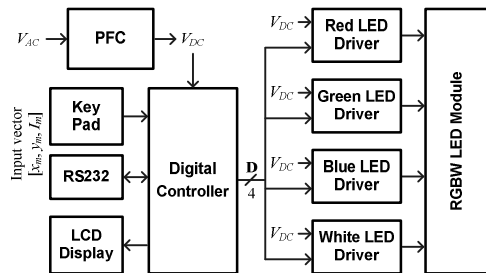 V_AC
PFC
V_DC
Input vector
[x_m, y_m, I_m]
Key
Pad
RS232
LCD
Display
Digital
Controller
D
4
V_DC
Red LED
Driver
V_DC
Green LED
Driver
V_DC
Blue LED
Driver
V_DC
White LED
Driver
RGBW LED Module